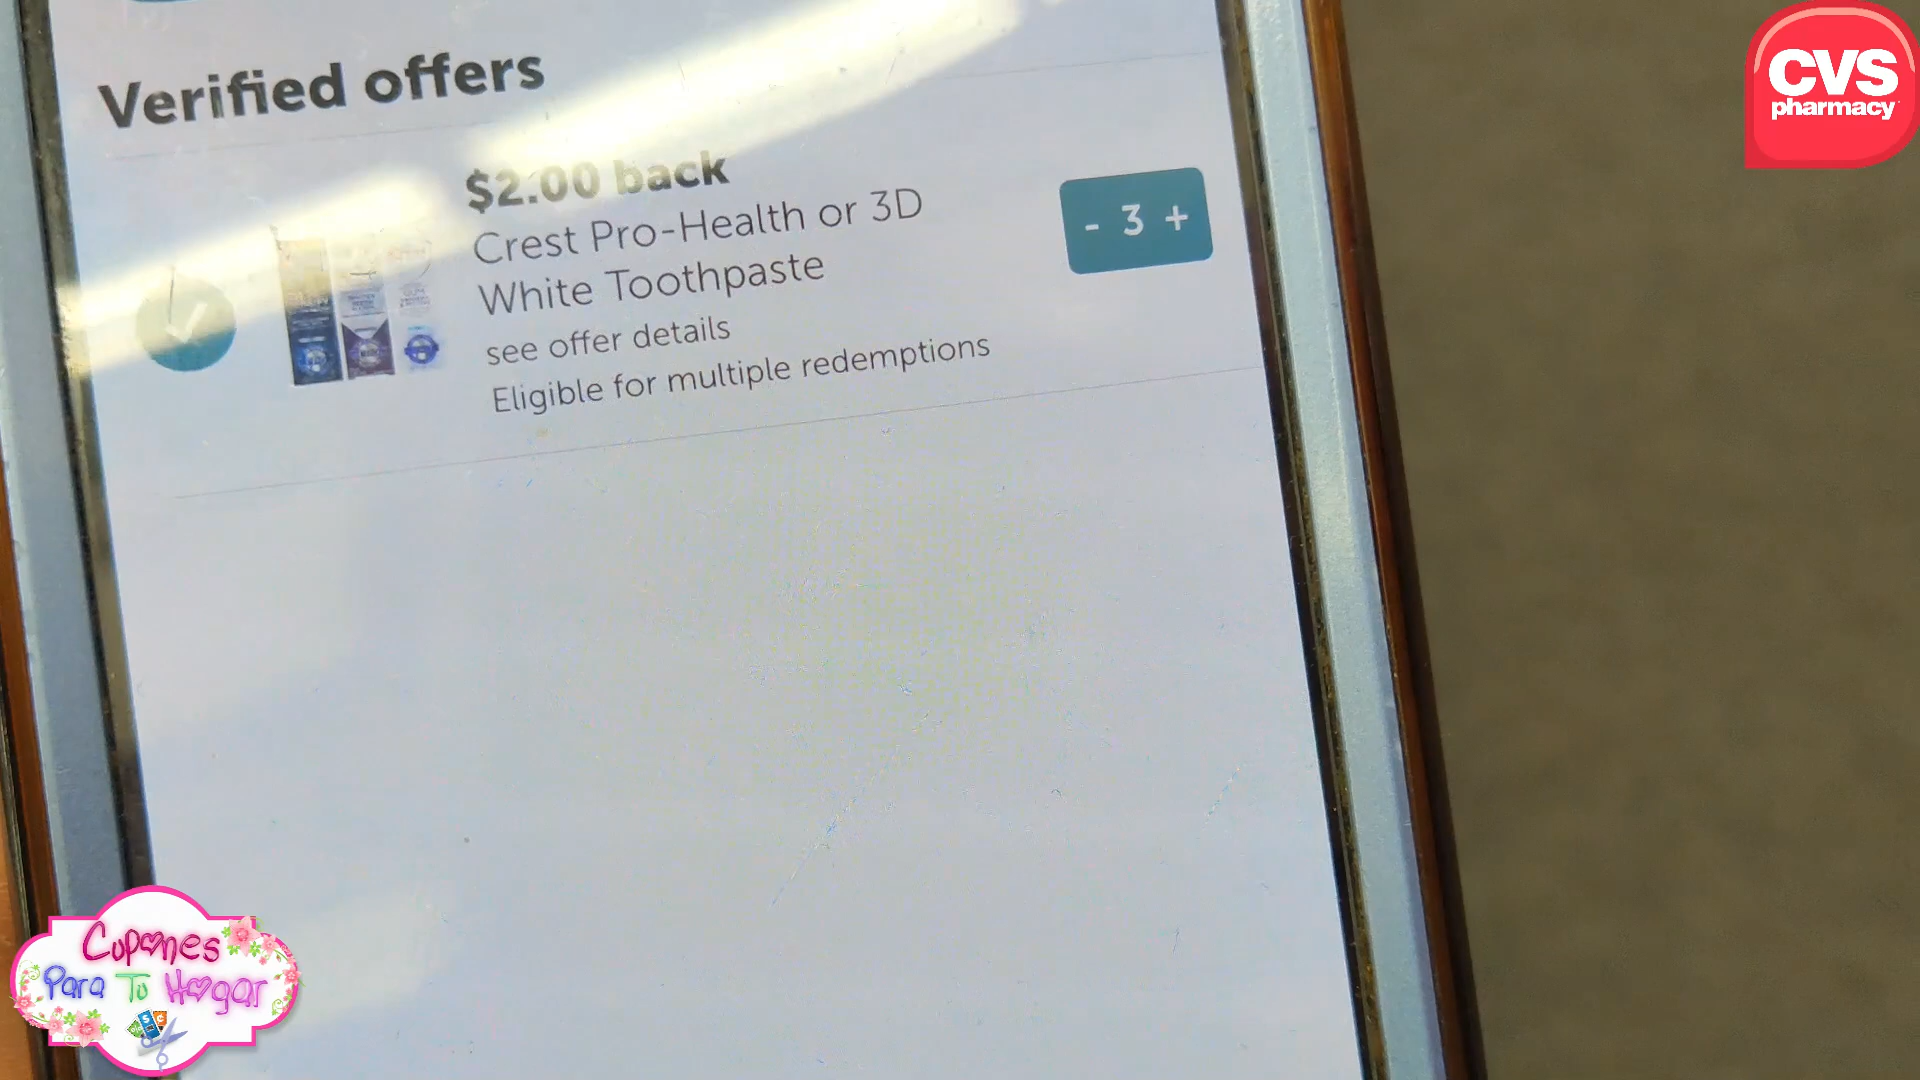 Verified offers
$2.00 back
Crest Pro-Health or 3D
White Toothpaste
see offer details
Eligible for multiple redemptions
- 3 +
CVS
pharmacy
Cupones
Para Tu Hogar